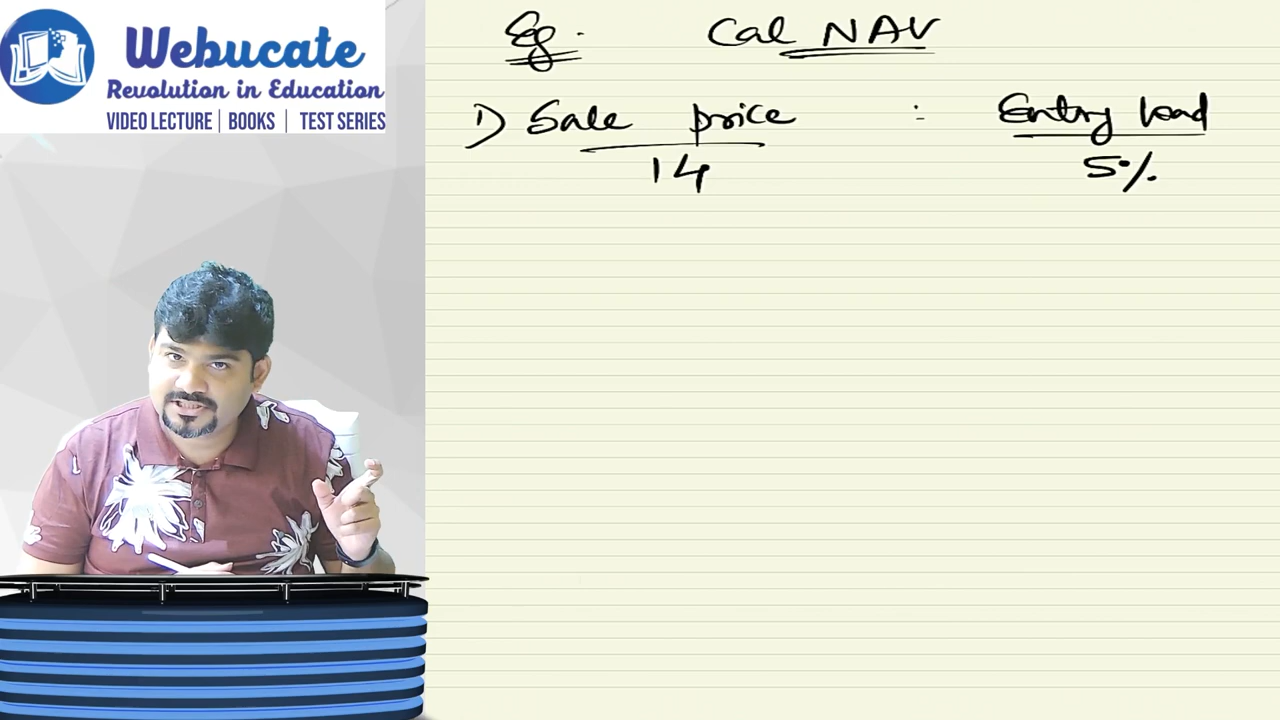 Webucate
Revolution in Education
VIDEO LECTURE | BOOKS | TEST SERIES
Eg. Cal NAV
1) Sale price : Entry load
14 5%